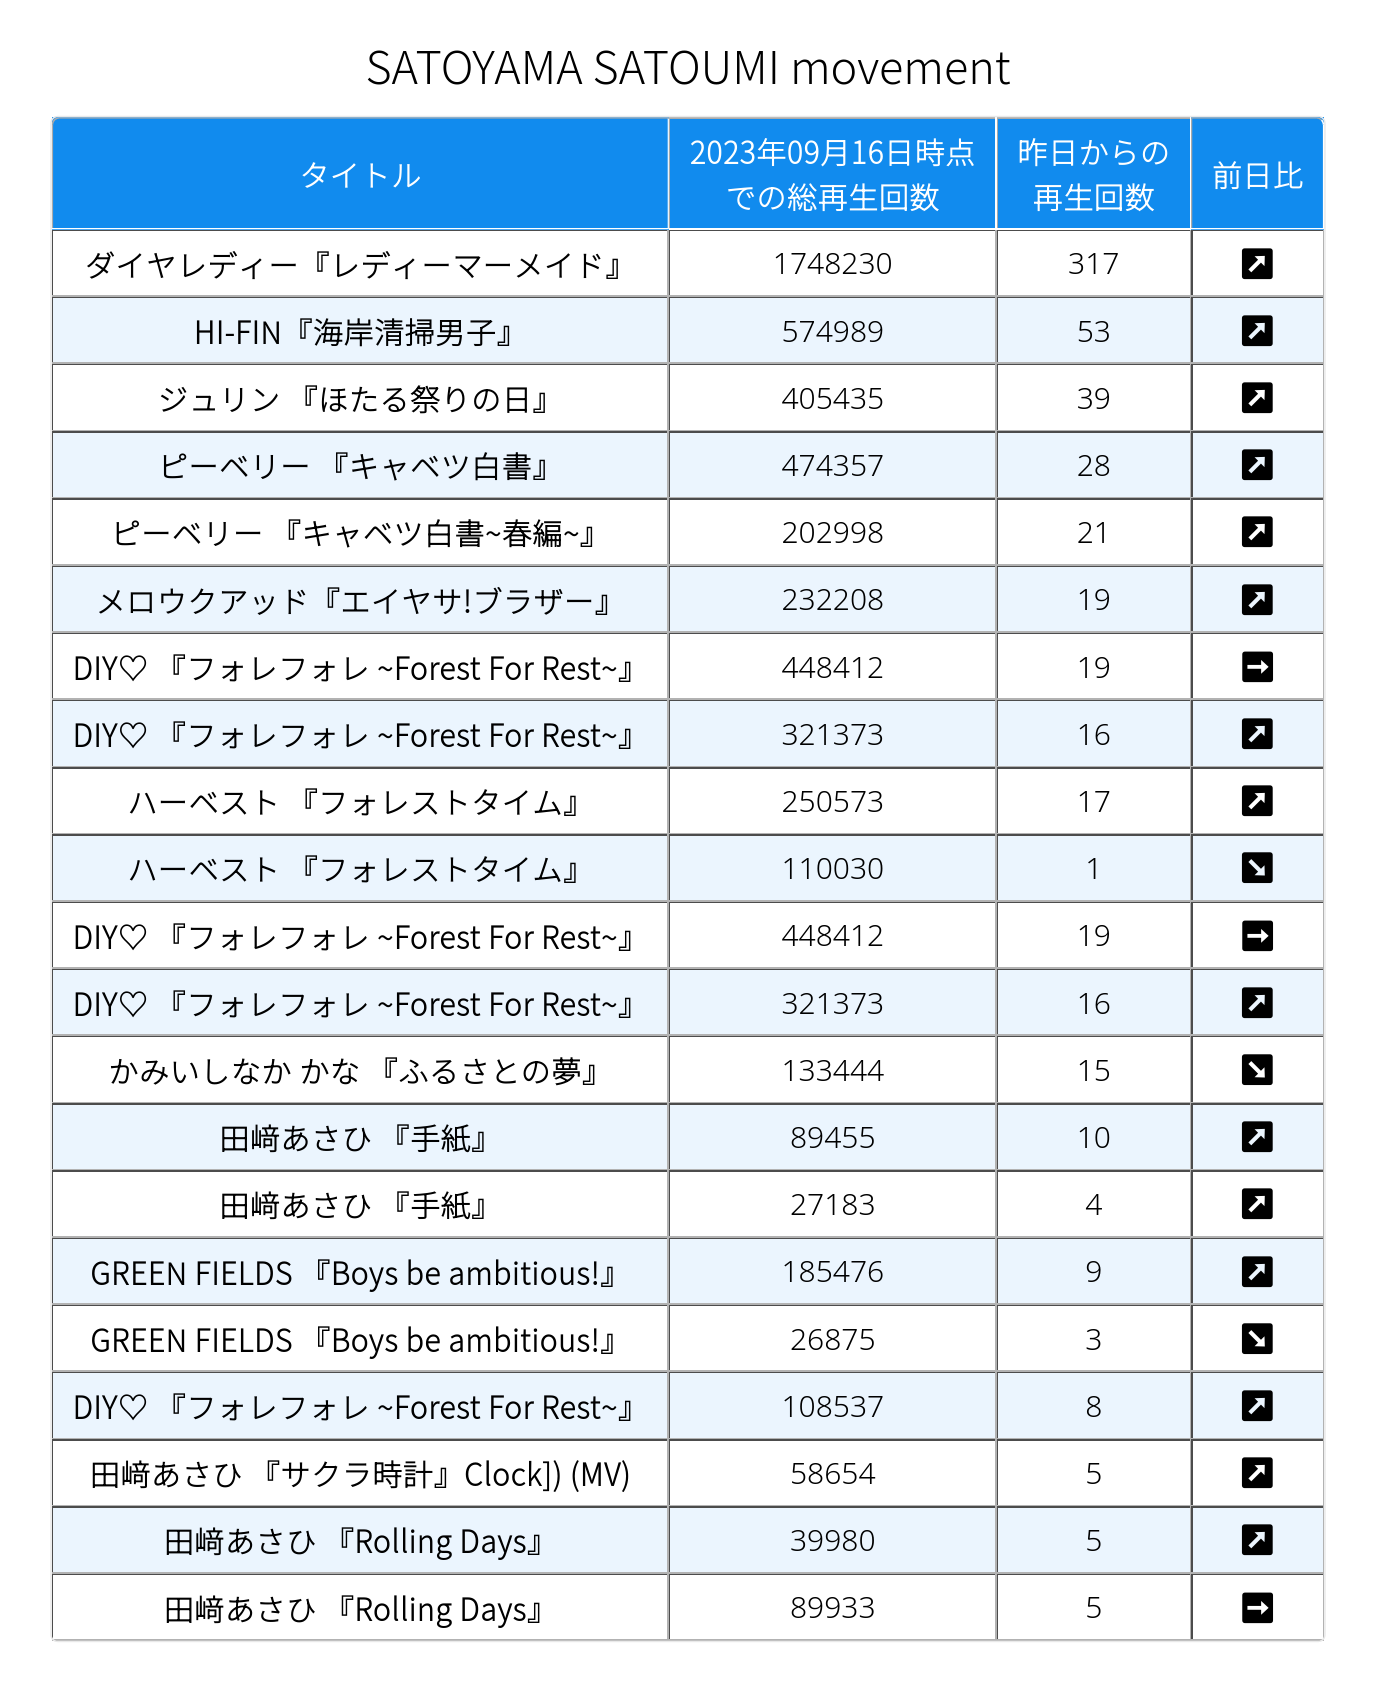 SATOYAMA SATOUMI movement
タイトル 2023年09月16日時点での総再生回数 昨日からの再生回数 前日比
ダイヤレディー『レディーマーメイド』 1748230 317 ↗
HI-FIN『海岸清掃男子』 574989 53 ↗
ジュリン 『ほたる祭りの日』 405435 39 ↗
ピーベリー 『キャベツ白書』 474357 28 ↗
ピーベリー 『キャベツ白書~春編~』 202998 21 ↗
メロウクアッド『エイヤサ!ブラザー』 232208 19 ↗
DIY♡ 『フォレフォレ ~Forest For Rest~』 448412 19 →
DIY♡ 『フォレフォレ ~Forest For Rest~』 321373 16 ↗
ハーベスト 『フォレストタイム』 250573 17 ↗
ハーベスト 『フォレストタイム』 110030 1 ↘
DIY♡ 『フォレフォレ ~Forest For Rest~』 448412 19 →
DIY♡ 『フォレフォレ ~Forest For Rest~』 321373 16 ↗
かみいしなか かな 『ふるさとの夢』 133444 15 ↘
田﨑あさひ 『手紙』 89455 10 ↗
田﨑あさひ 『手紙』 27183 4 ↗
GREEN FIELDS 『Boys be ambitious!』 185476 9 ↗
GREEN FIELDS 『Boys be ambitious!』 26875 3 ↘
DIY♡ 『フォレフォレ ~Forest For Rest~』 108537 8 ↗
田﨑あさひ 『サクラ時計』Clock]) (MV) 58654 5 ↗
田﨑あさひ 『Rolling Days』 39980 5 ↗
田﨑あさひ 『Rolling Days』 89933 5 →